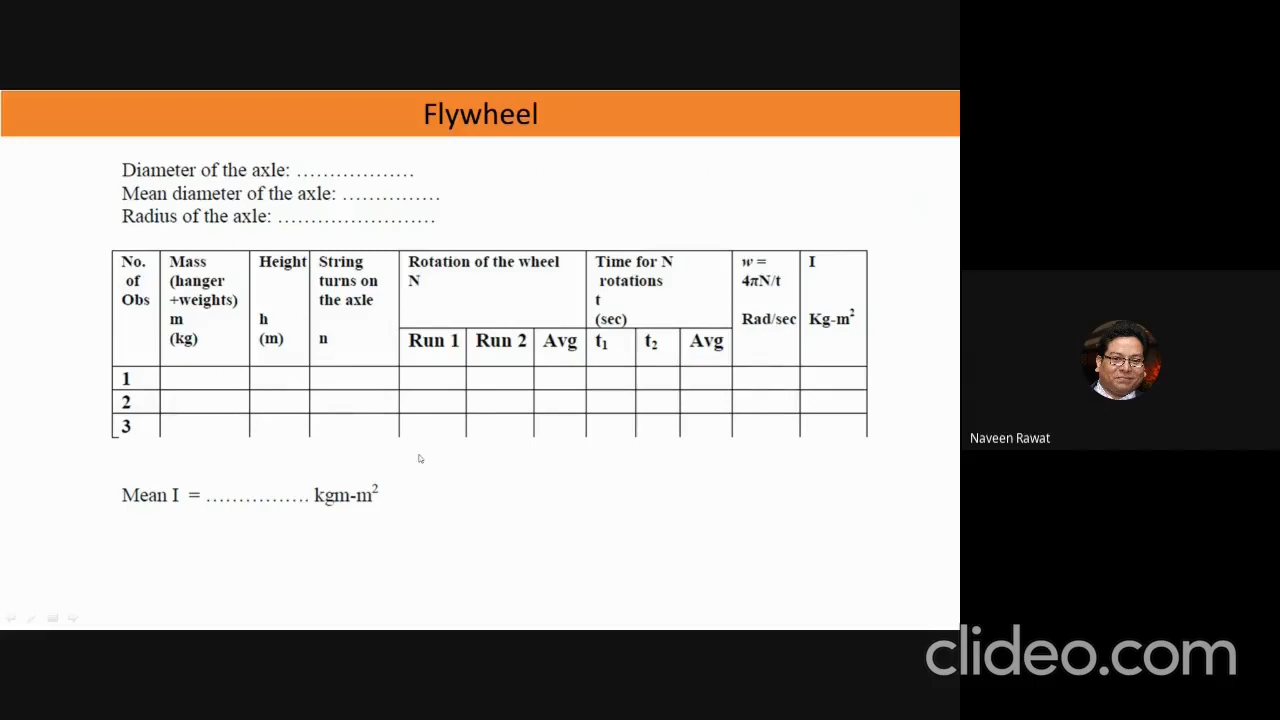 Flywheel
Diameter of the axle: ………………
Mean diameter of the axle: ……………
Radius of the axle: ……………………
No. of Obs | Mass (hanger +weights) m (kg) | Height h (m) | String turns on the axle n | Rotation of the wheel N | Time for N rotations t (sec) | w = 4πN/t Rad/sec | I Kg-m²
Run 1 | Run 2 | Avg | t₁ | t₂ | Avg
1
2
3
Mean I = ……………. kgm-m²
Naveen Rawat
clideo.com